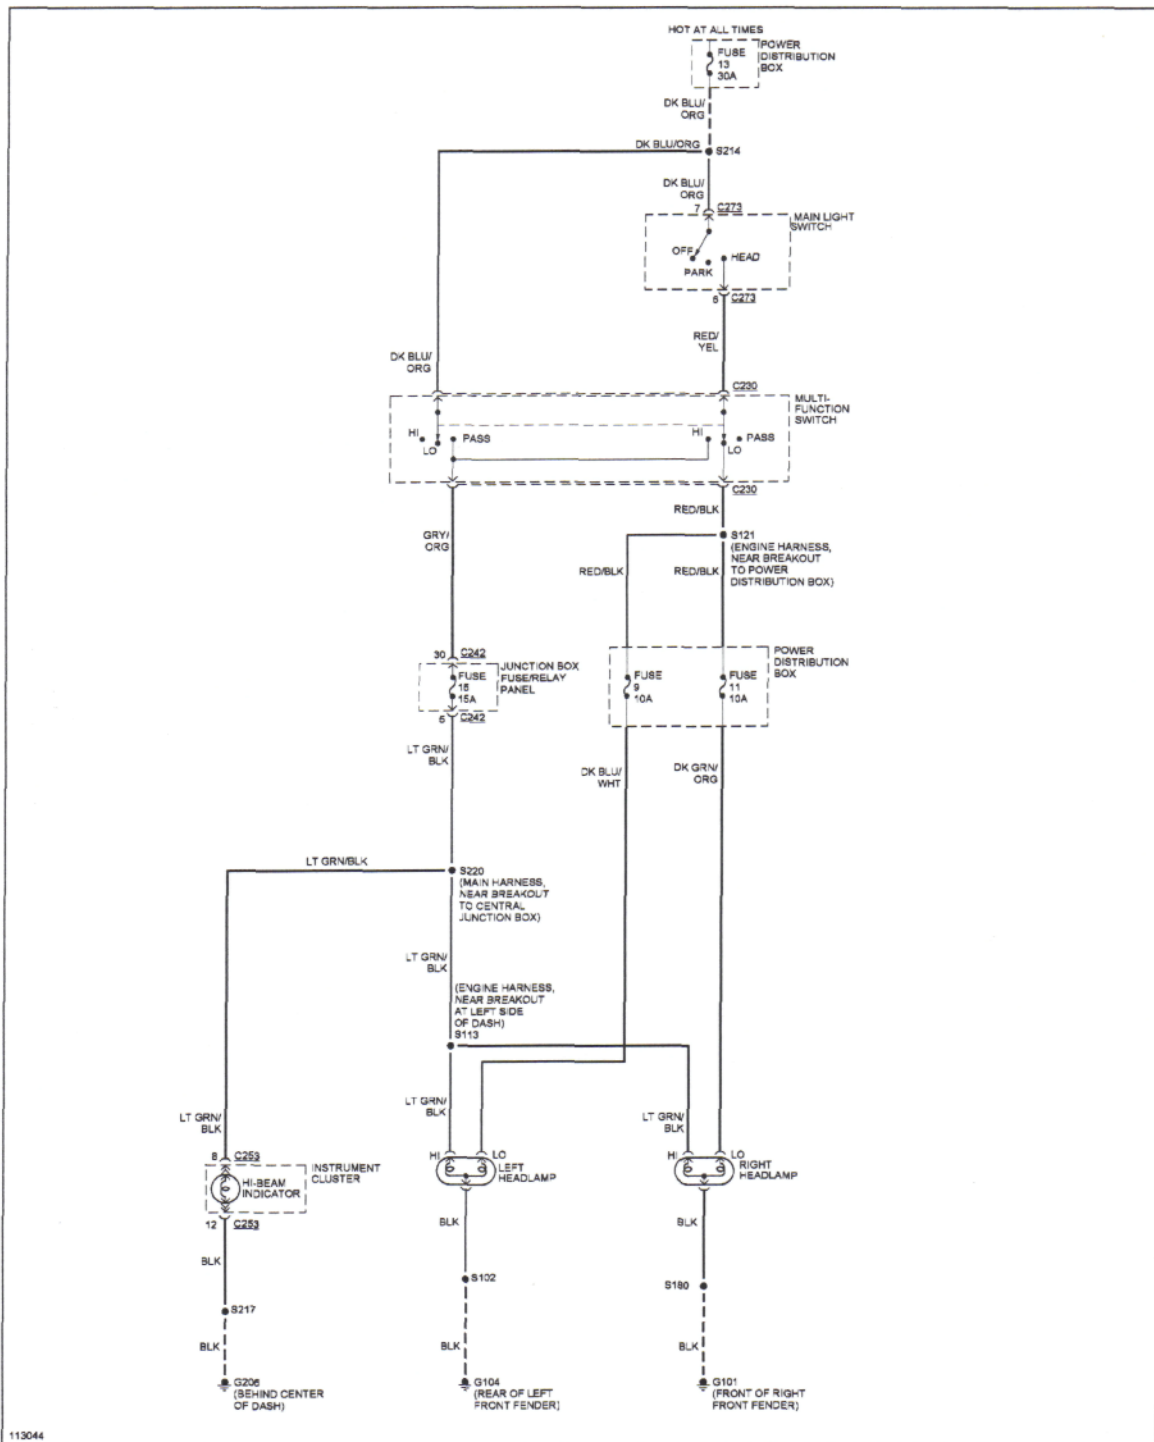 HOT AT ALL TIMES
FUSE
13
30A
POWER
DISTRIBUTION
BOX
DK BLU/
ORG
DK BLU/ORG
S214
DK BLU/
ORG
7
C273
MAIN LIGHT
SWITCH
OFF
HEAD
PARK
6
C273
RED/
YEL
DK BLU/
ORG
C230
MULTI-
FUNCTION
SWITCH
HI
PASS
LO
HI
PASS
LO
C230
RED/BLK
GRY/
ORG
S121
(ENGINE HARNESS,
NEAR BREAKOUT
TO POWER
DISTRIBUTION BOX)
RED/BLK
RED/BLK
30
C242
JUNCTION BOX
FUSE/RELAY
PANEL
FUSE
16
15A
5
C242
POWER
DISTRIBUTION
BOX
FUSE
9
10A
FUSE
11
10A
LT GRN/
BLK
DK BLU/
WHT
DK GRN/
ORG
LT GRN/BLK
S220
(MAIN HARNESS,
NEAR BREAKOUT
TO CENTRAL
JUNCTION BOX)
LT GRN/
BLK
(ENGINE HARNESS,
NEAR BREAKOUT
AT LEFT SIDE
OF DASH)
S113
LT GRN/
BLK
LT GRN/
BLK
LT GRN/
BLK
8
C253
INSTRUMENT
CLUSTER
HI-BEAM
INDICATOR
12
C253
HI
LO
LEFT
HEADLAMP
HI
LO
RIGHT
HEADLAMP
BLK
BLK
BLK
S102
S180
S217
BLK
BLK
BLK
G206
(BEHIND CENTER
OF DASH)
G104
(REAR OF LEFT
FRONT FENDER)
G101
(FRONT OF RIGHT
FRONT FENDER)
113044